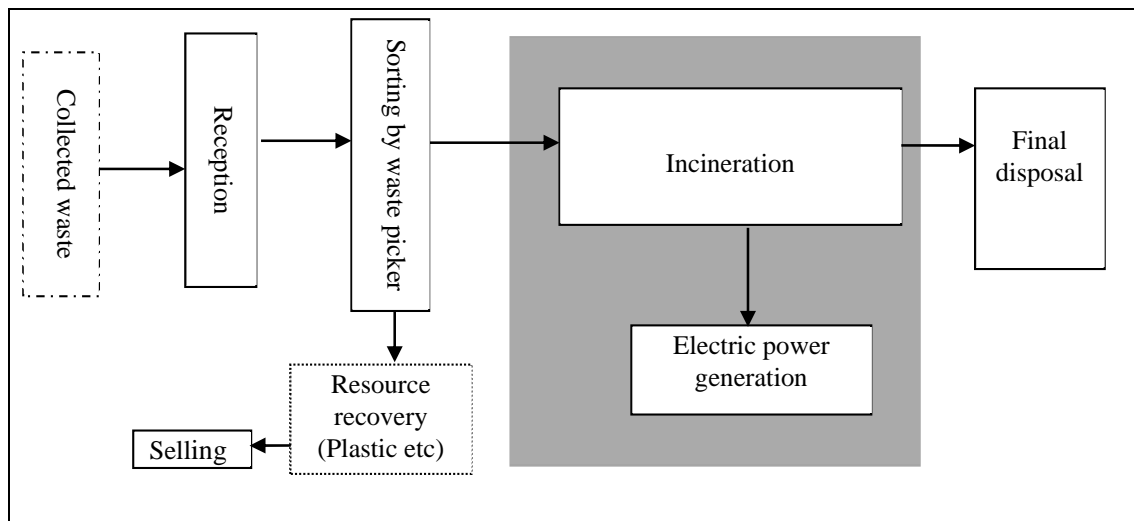 Collected waste
Reception
Sorting by waste picker
Incineration
Final
disposal
Electric power
generation
Resource
recovery
(Plastic etc)
Selling